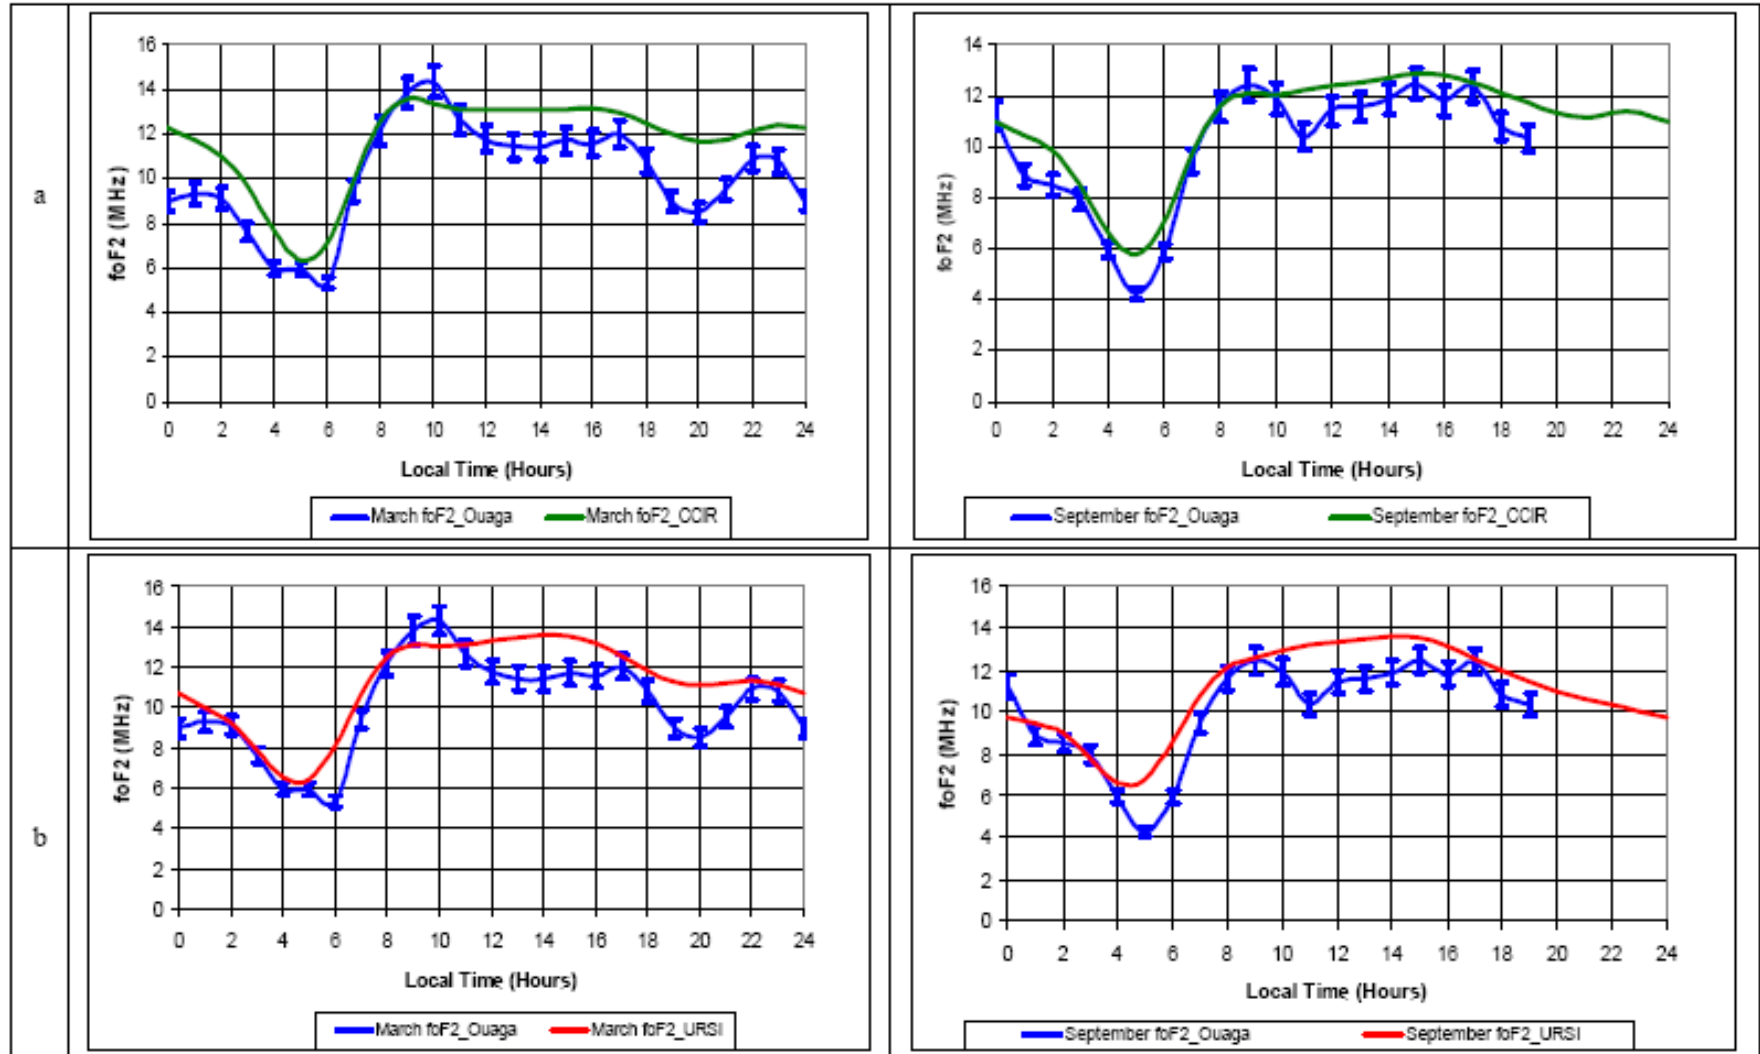 a
16
14
12
10
8
6
4
2
0
foF2 (MHz)
0 2 4 6 8 10 12 14 16 18 20 22 24
Local Time (Hours)
March foF2_Ouaga March foF2_CCIR
14
12
10
8
6
4
2
0
foF2 (MHz)
0 2 4 6 8 10 12 14 16 18 20 22 24
Local Time (Hours)
September foF2_Ouaga September foF2_CCIR
b
16
14
12
10
8
6
4
2
0
foF2 (MHz)
0 2 4 6 8 10 12 14 16 18 20 22 24
Local Time (Hours)
March foF2_Ouaga March foF2_URSI
16
14
12
10
8
6
4
2
0
foF2 (MHz)
0 2 4 6 8 10 12 14 16 18 20 22 24
Local Time (Hours)
September foF2_Ouaga September foF2_URSI